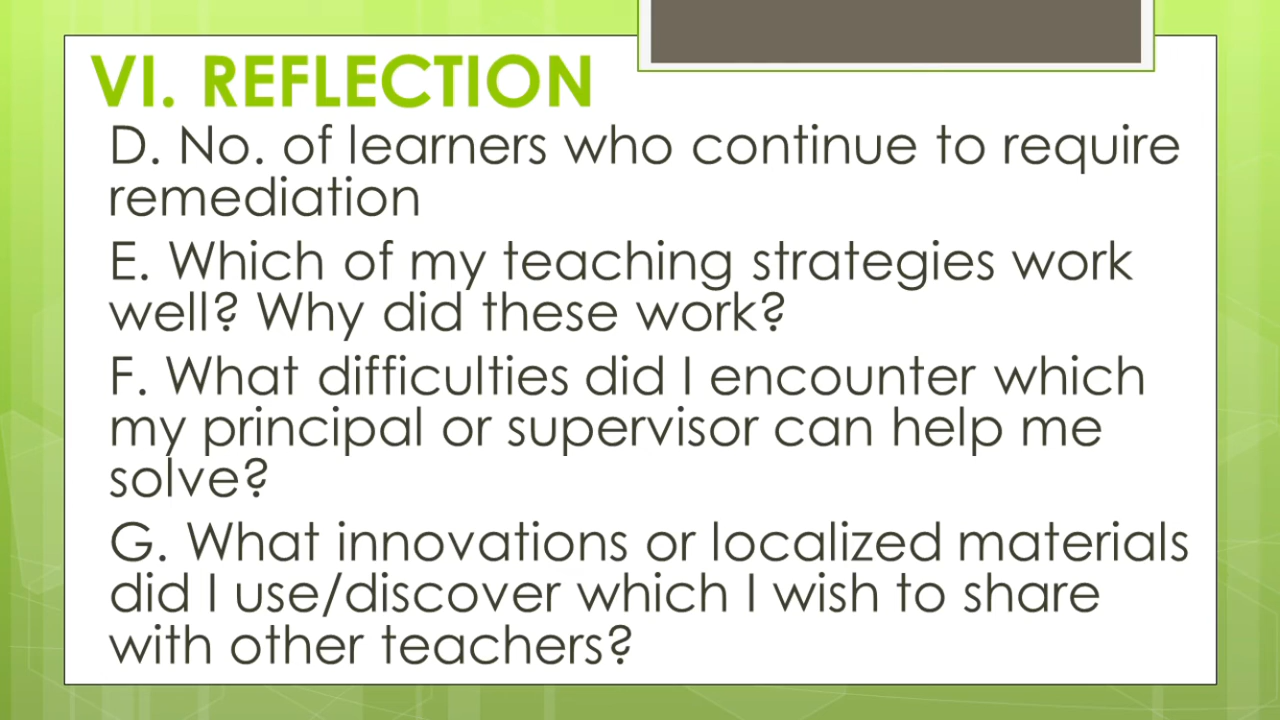 VI. REFLECTION
D. No. of learners who continue to require
remediation
E. Which of my teaching strategies work
well? Why did these work?
F. What difficulties did I encounter which
my principal or supervisor can help me
solve?
G. What innovations or localized materials
did I use/discover which I wish to share
with other teachers?